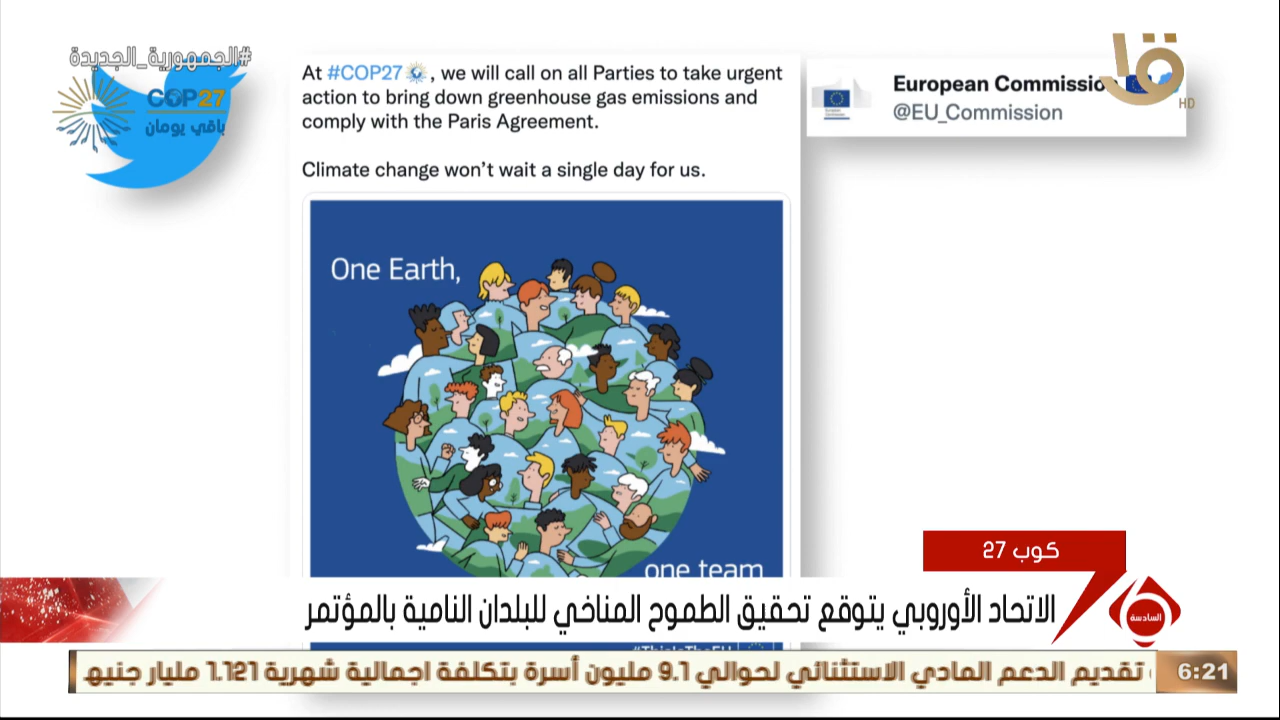 #الجمهورية_الجديدة
COP27
باقي يومان
At #COP27, we will call on all Parties to take urgent
action to bring down greenhouse gas emissions and
comply with the Paris Agreement.
Climate change won’t wait a single day for us.
European Commission
@EU_Commission
HD
One Earth,
one team
كوب 27
الاتحاد الأوروبي يتوقع تحقيق الطموح المناخي للبلدان النامية بالمؤتمر
السادسة
#ThisIsTheEU
تقديم الدعم المادي الاستثنائي لحوالي 9.1 مليون أسرة بتكلفة اجمالية شهرية 1.121 مليار جنيه
6:21